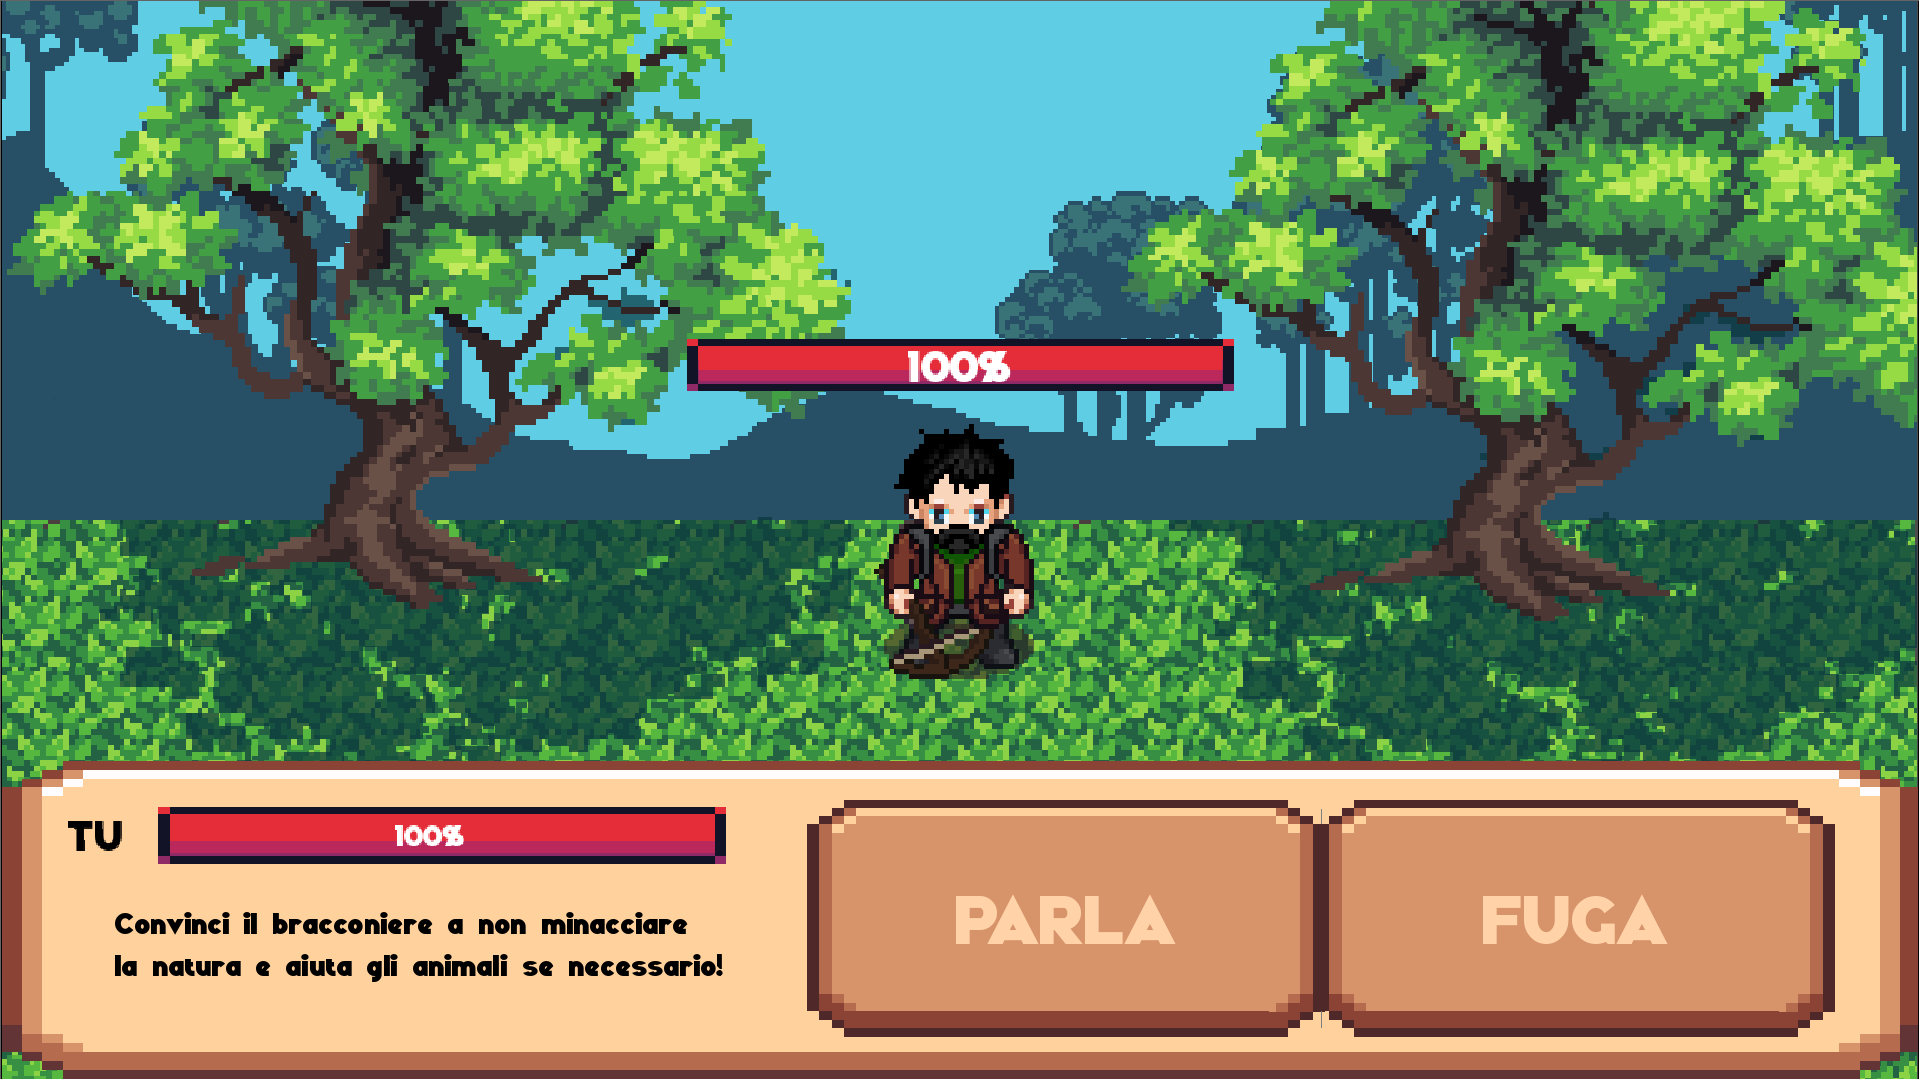 100%
TU
100%
Convinci il bracconiere a non minacciare
la natura e aiuta gli animali se necessario!
PARLA
FUGA